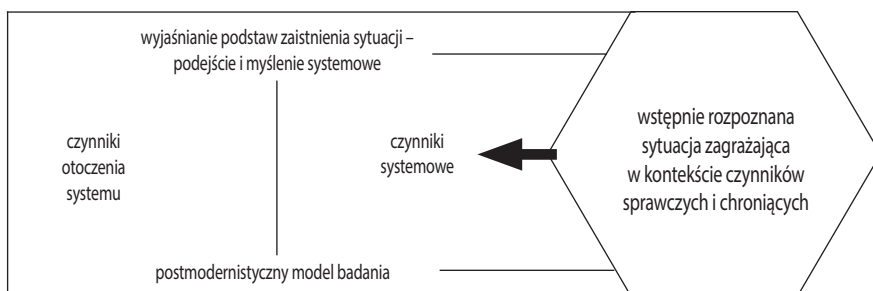 wyjaśnianie podstaw zaistnienia sytuacji –
podejście i myślenie systemowe
czynniki
otoczenia
systemu
czynniki
systemowe
wstępnie rozpoznana
sytuacja zagrażająca
w kontekście czynników
sprawczych i chroniących
postmodernistyczny model badania